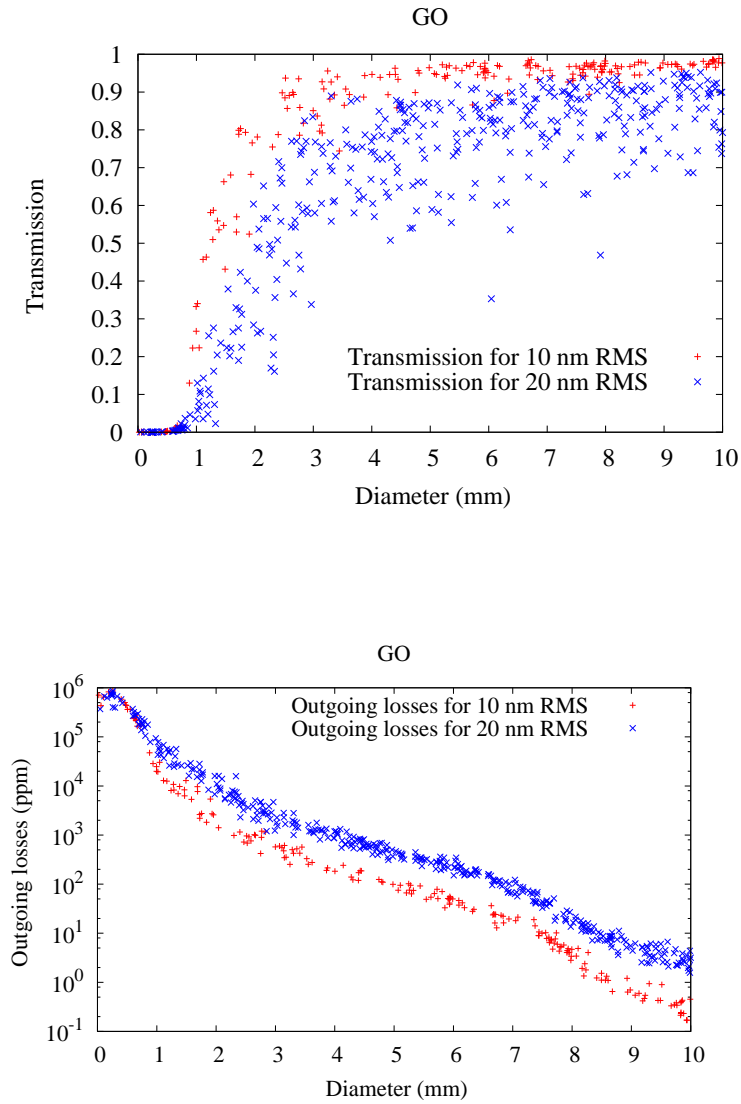 GO
1
0.9
0.8
0.7
0.6
0.5
0.4
0.3
0.2
0.1
0
Transmission
Transmission for 10 nm RMS
Transmission for 20 nm RMS
0 1 2 3 4 5 6 7 8 9 10
Diameter (mm)
GO
10^6
10^5
10^4
10^3
10^2
10^1
10^0
10^-1
Outgoing losses (ppm)
Outgoing losses for 10 nm RMS
Outgoing losses for 20 nm RMS
0 1 2 3 4 5 6 7 8 9 10
Diameter (mm)